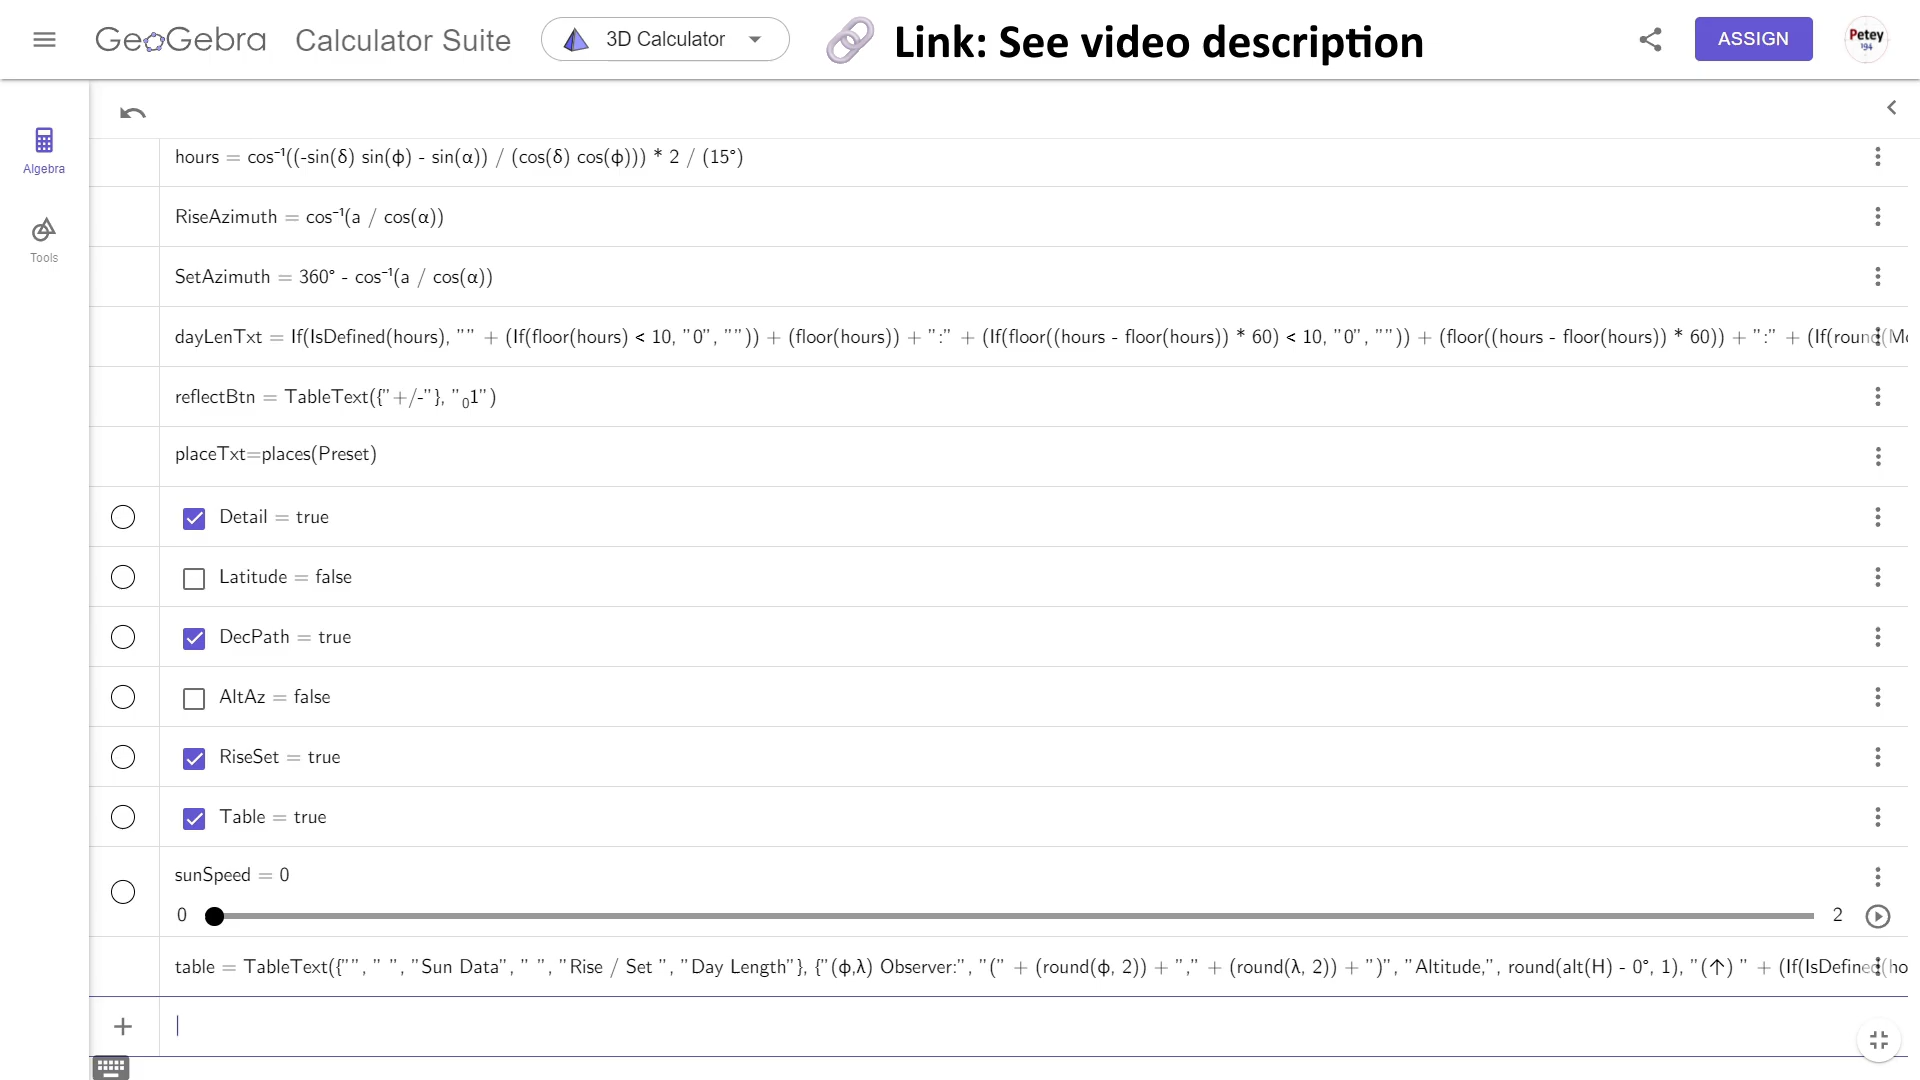 GeoGebra Calculator Suite 3D Calculator Link: See video description ASSIGN Petey 194
Algebra
Tools
hours = cos⁻¹((-sin(δ) sin(ϕ) - sin(α)) / (cos(δ) cos(ϕ))) * 2 / (15°)
RiseAzimuth = cos⁻¹(a / cos(α))
SetAzimuth = 360° - cos⁻¹(a / cos(α))
dayLenTxt = If(IsDefined(hours), "" + (If(floor(hours) < 10, "0", "")) + (floor(hours)) + ":" + (If(floor((hours - floor(hours)) * 60) < 10, "0", "")) + (floor((hours - floor(hours)) * 60)) + ":" + (If(round(Mo
reflectBtn = TableText({"+/-"}, "₀1")
placeTxt=places(Preset)
Detail = true
Latitude = false
DecPath = true
AltAz = false
RiseSet = true
Table = true
sunSpeed = 0
0 2
table = TableText({"", " ", "Sun Data", " ", "Rise / Set ", "Day Length"}, {"(ϕ,λ) Observer:", "(" + (round(ϕ, 2)) + "," + (round(λ, 2)) + ")", "Altitude,", round(alt(H) - 0°, 1), "(↑) " + (If(IsDefined(ho